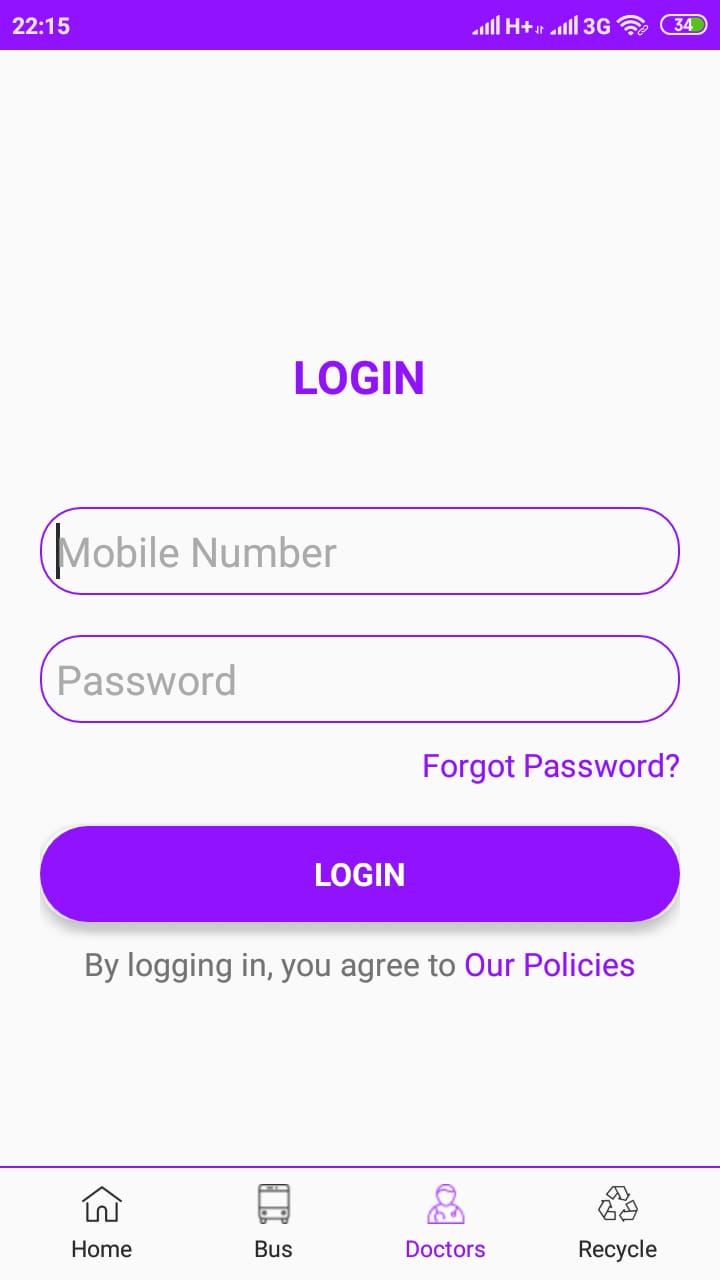 22:15 H+ 3G 34
LOGIN
Mobile Number
Password
Forgot Password?
LOGIN
By logging in, you agree to Our Policies
Home Bus Doctors Recycle